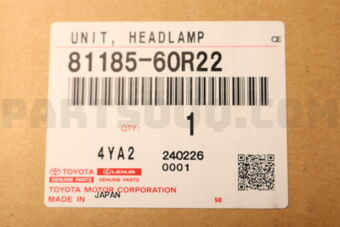 UNIT, HEADLAMP
CE
81185-60R22
QTY:
1
4YA2
240226
0001
TOYOTA LEXUS
GENUINE PARTS GENUINE PARTS
TOYOTA MOTOR CORPORATION
MADE IN JAPAN
98
PARTSOUQ.COM